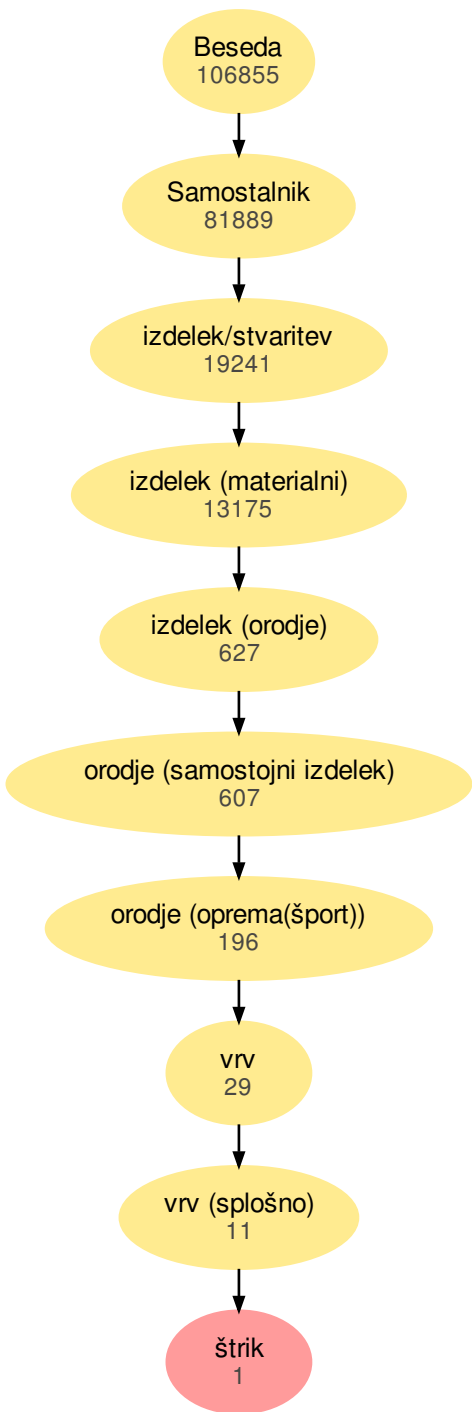 Beseda
106855
Samostalnik
81889
izdelek/stvaritev
19241
izdelek (materialni)
13175
izdelek (orodje)
627
orodje (samostojni izdelek)
607
orodje (oprema(šport))
196
vrv
29
vrv (splošno)
11
štrik
1